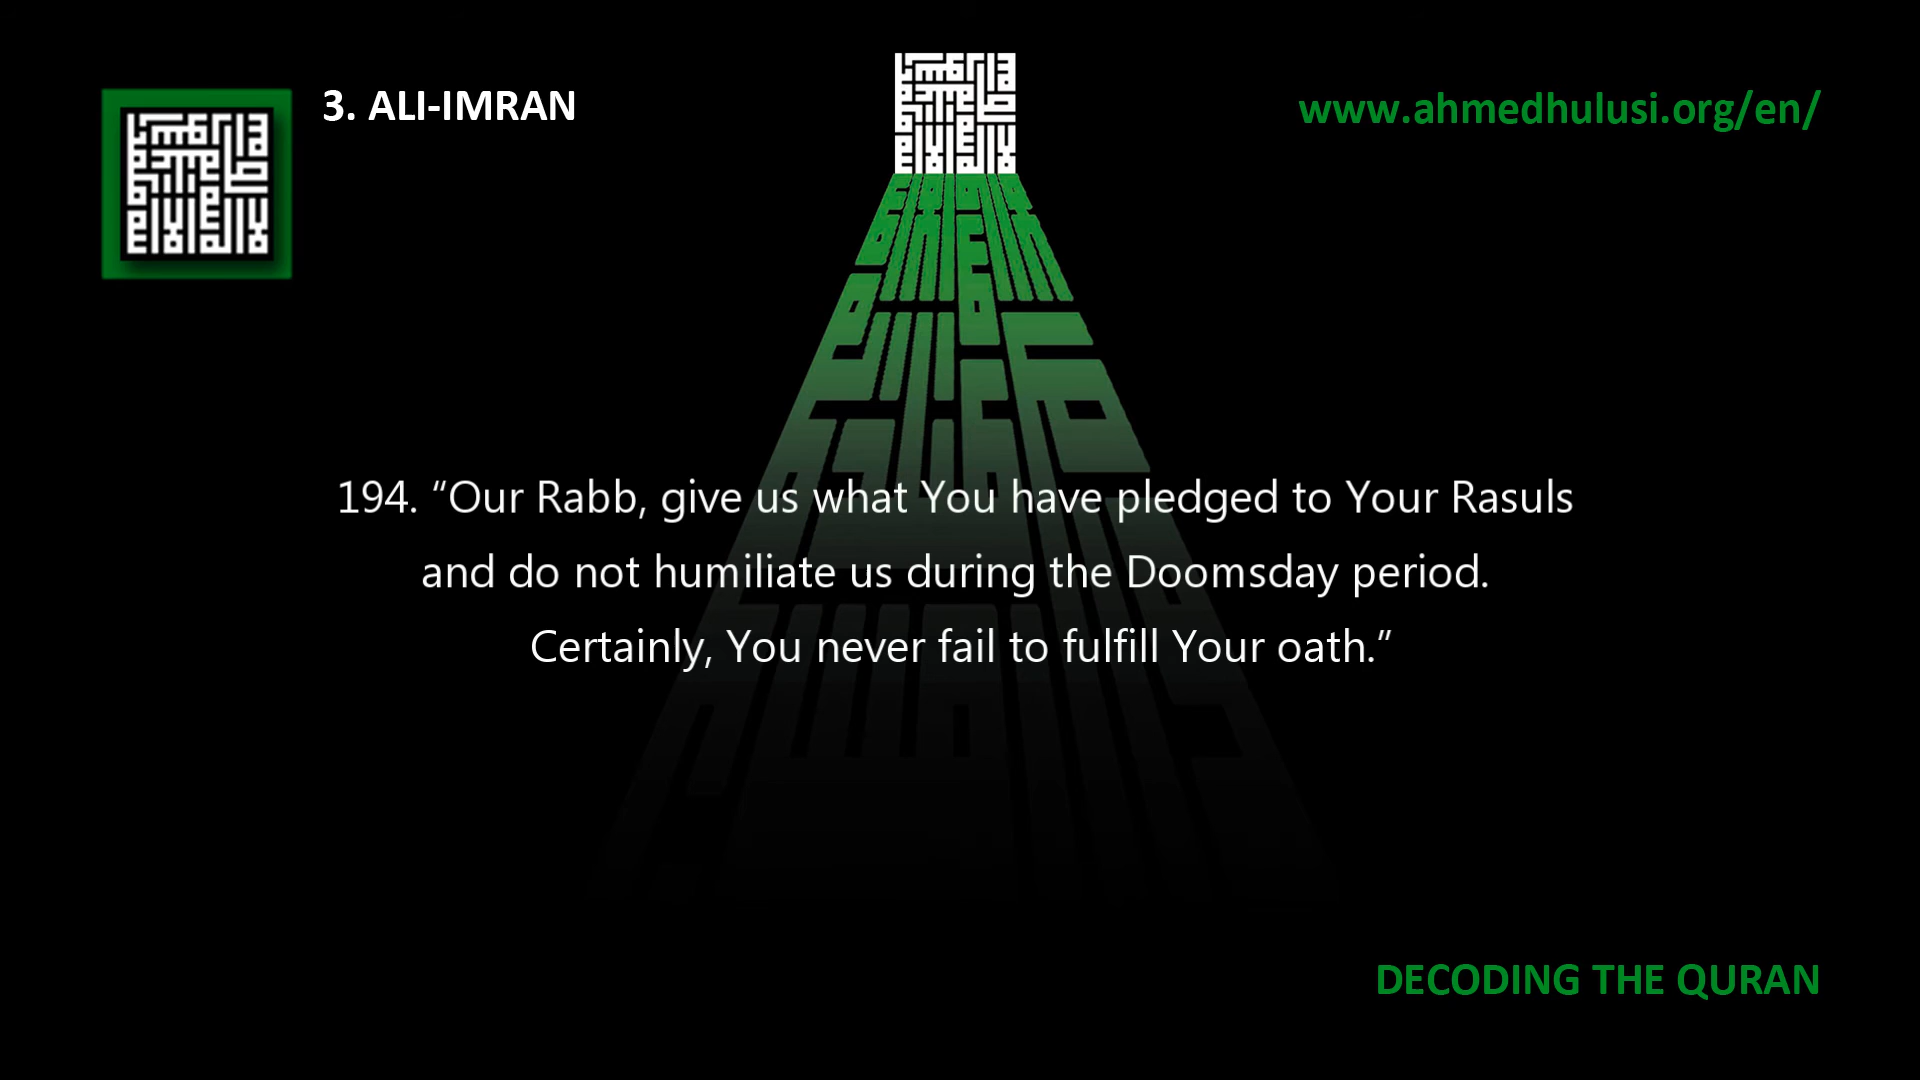 3. ALI-IMRAN
www.ahmedhulusi.org/en/
194. “Our Rabb, give us what You have pledged to Your Rasuls
and do not humiliate us during the Doomsday period.
Certainly, You never fail to fulfill Your oath.”
DECODING THE QURAN